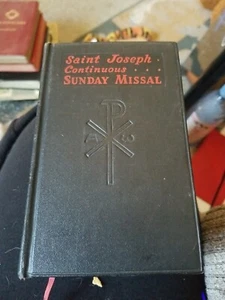 Saint Joseph
Continuous . . .
SUNDAY MISSAL